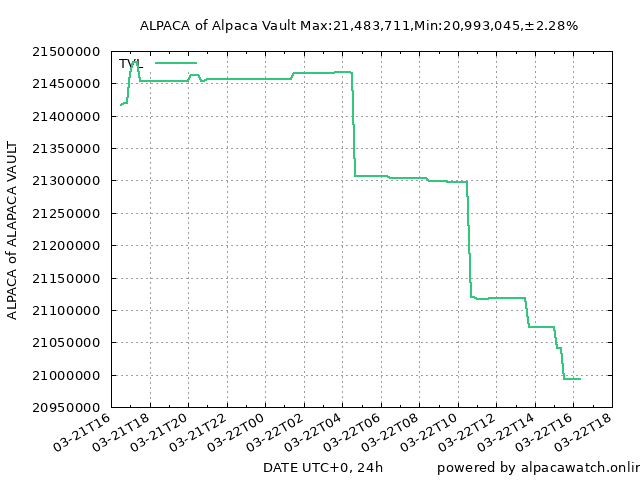 ALPACA of Alpaca Vault Max:21,483,711,Min:20,993,045,±2.28%
TVL
21500000
21450000
21400000
21350000
21300000
21250000
21200000
21150000
21100000
21050000
21000000
20950000
ALPACA of ALAPACA VAULT
03-21T16
03-21T18
03-21T20
03-21T22
03-22T00
03-22T02
03-22T04
03-22T06
03-22T08
03-22T10
03-22T12
03-22T14
03-22T16
03-22T18
DATE UTC+0, 24h
powered by alpacawatch.onlin